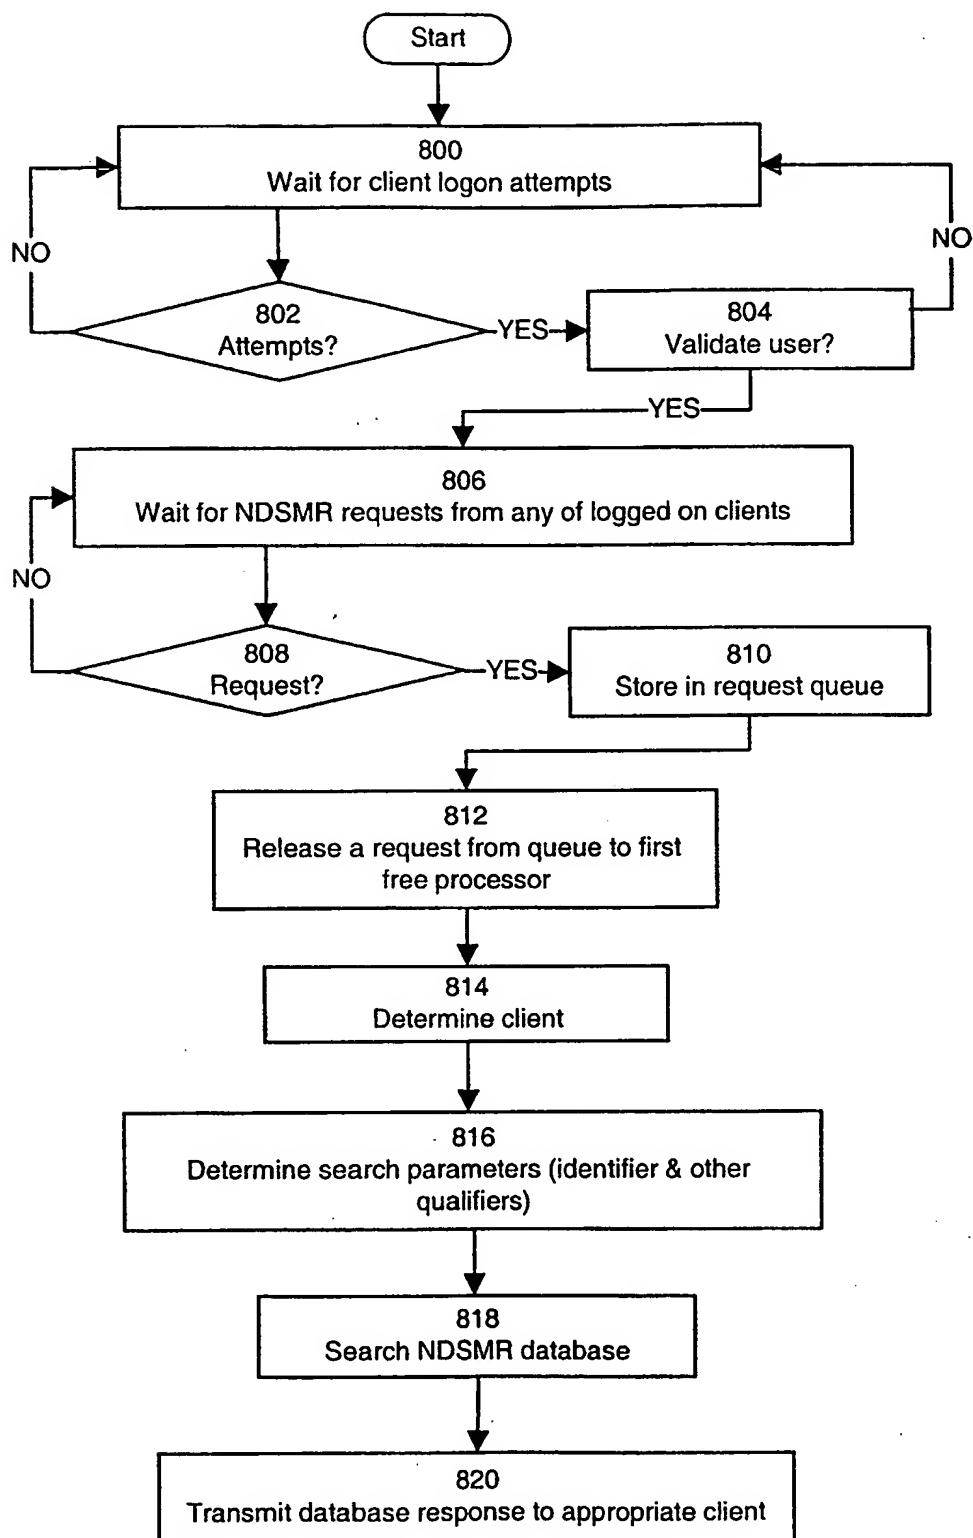 Start
800
Wait for client logon attempts
NO
NO
802
Attempts?
YES
804
Validate user?
YES
806
Wait for NDSMR requests from any of logged on clients
NO
808
Request?
YES
810
Store in request queue
812
Release a request from queue to first
free processor
814
Determine client
816
Determine search parameters (identifier & other
qualifiers)
818
Search NDSMR database
820
Transmit database response to appropriate client